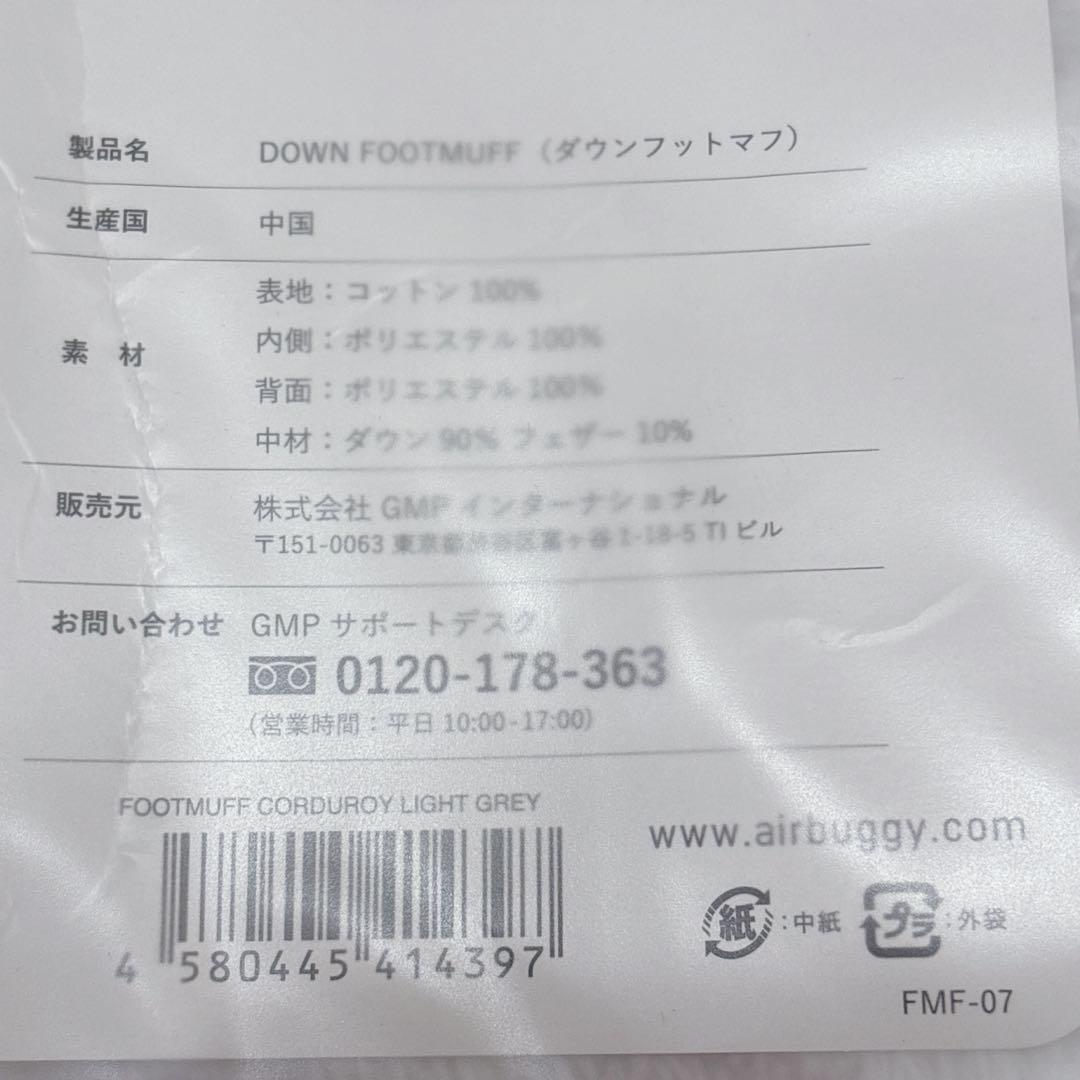 製品名 DOWN FOOTMUFF（ダウンフットマフ）
生産国 中国
素 材
表地：コットン 100%
内側：ポリエステル 100%
背面：ポリエステル 100%
中材：ダウン 90% フェザー 10%
販売元 株式会社 GMP インターナショナル
〒151-0063 東京都渋谷区富ヶ谷 1-18-5 TI ビル
お問い合わせ GMP サポートデスク
0120-178-363
（営業時間：平日 10:00-17:00）
FOOTMUFF CORDUROY LIGHT GREY
www.airbuggy.com
紙：中紙 プラ：外袋
4 580445 414397
FMF-07